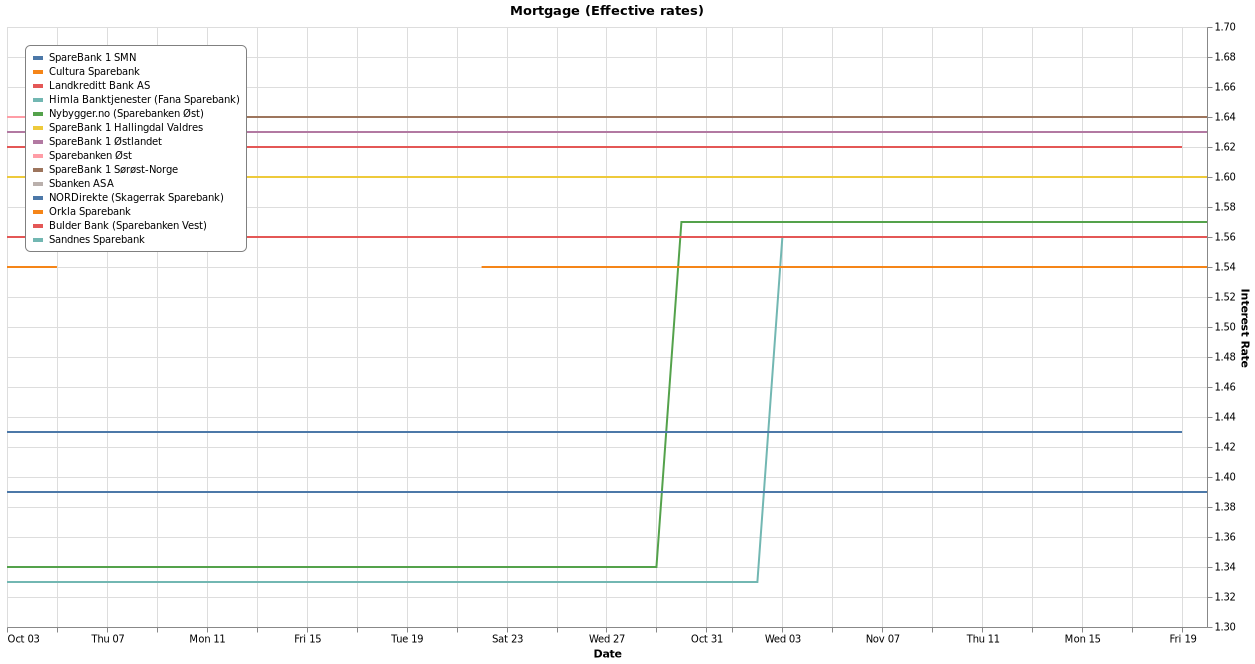 Mortgage (Effective rates)
SpareBank 1 SMN
Cultura Sparebank
Landkreditt Bank AS
Himla Banktjenester (Fana Sparebank)
Nybygger.no (Sparebanken Øst)
SpareBank 1 Hallingdal Valdres
SpareBank 1 Østlandet
Sparebanken Øst
SpareBank 1 Sørøst-Norge
Sbanken ASA
NORDirekte (Skagerrak Sparebank)
Orkla Sparebank
Bulder Bank (Sparebanken Vest)
Sandnes Sparebank
1.70
1.68
1.66
1.64
1.62
1.60
1.58
1.56
1.54
1.52
1.50
1.48
1.46
1.44
1.42
1.40
1.38
1.36
1.34
1.32
1.30
Interest Rate
Oct 03 Thu 07 Mon 11 Fri 15 Tue 19 Sat 23 Wed 27 Oct 31 Wed 03 Nov 07 Thu 11 Mon 15 Fri 19
Date